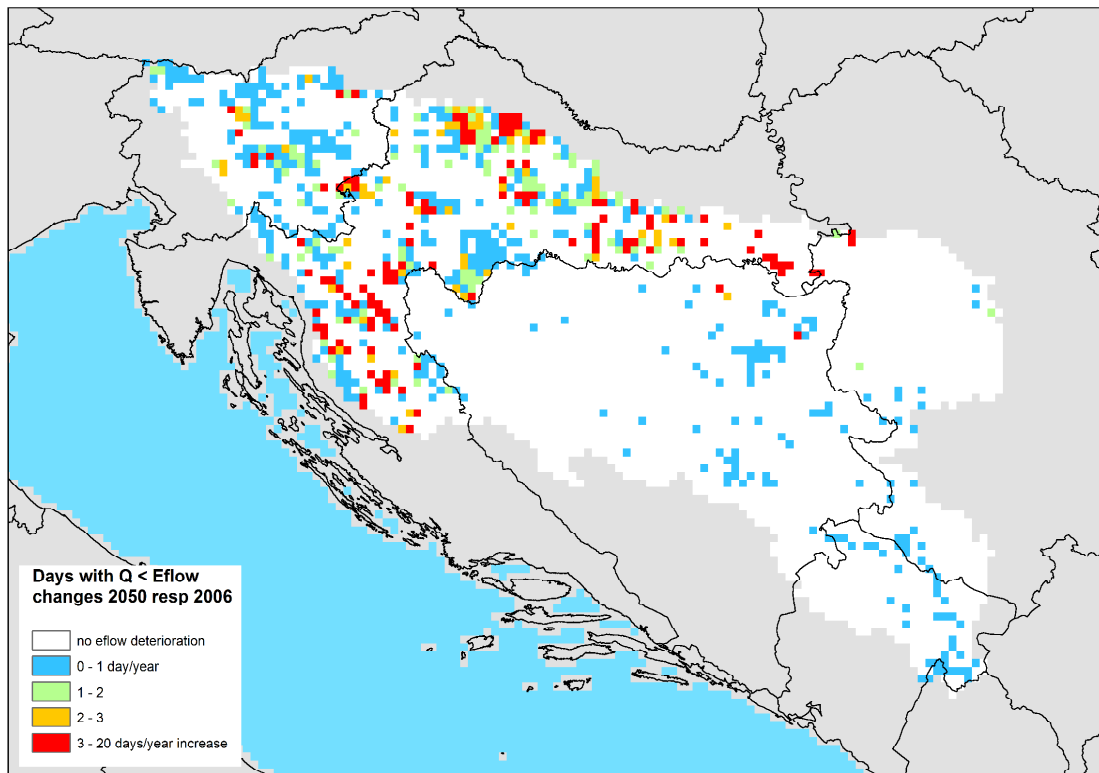 Days with Q < Eflow
changes 2050 resp 2006
no eflow deterioration
0 - 1 day/year
1 - 2
2 - 3
3 - 20 days/year increase